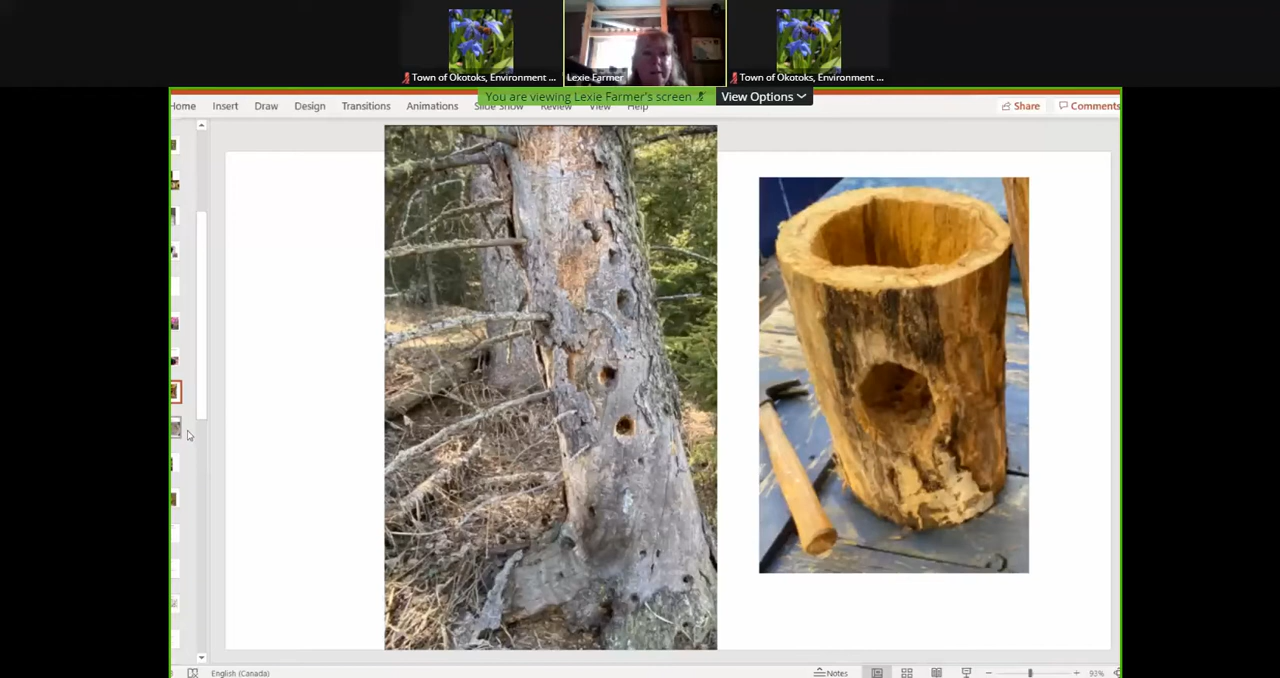 Town of Okotoks, Environment ...
Lexie Farmer
Town of Okotoks, Environment ...
You are viewing Lexie Farmer's screen
View Options
Home Insert Draw Design Transitions Animations Slide Show Review View Help
Share Comments
English (Canada)
Notes
93%